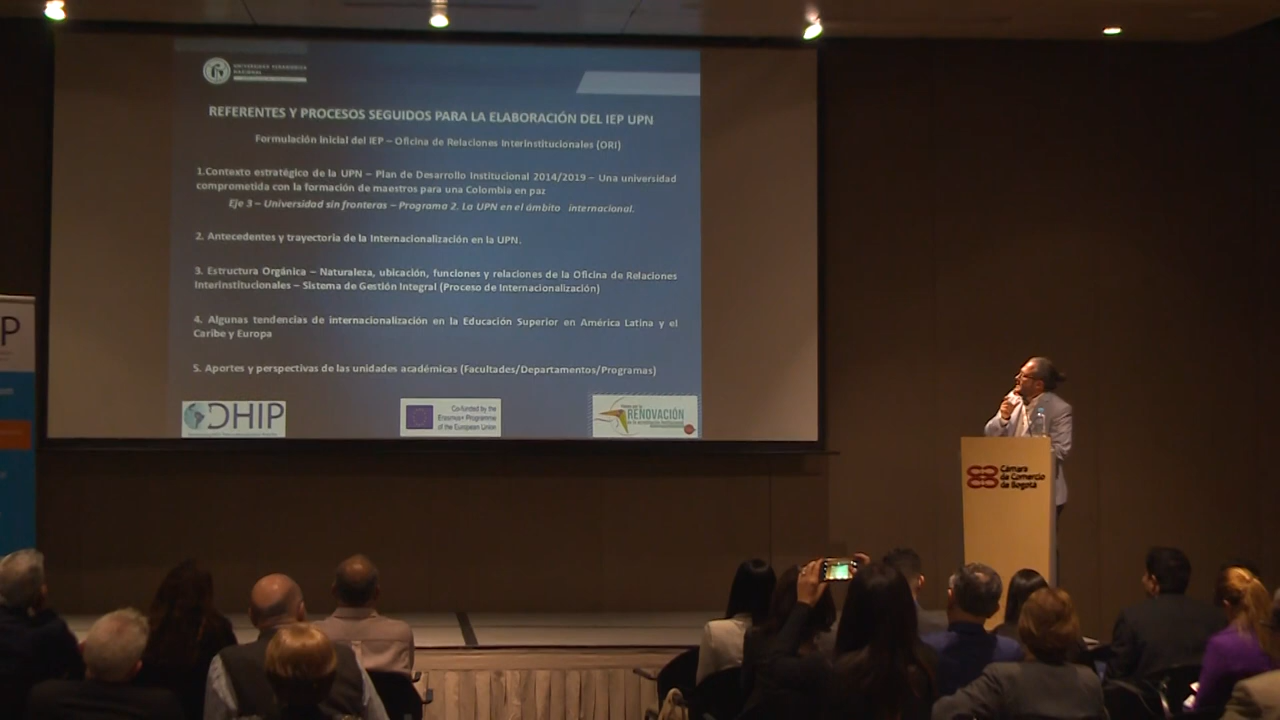 UNIVERSIDAD PEDAGOGICA
NACIONAL
REFERENTES Y PROCESOS SEGUIDOS PARA LA ELABORACIÓN DEL IEP UPN
Formulación inicial del IEP – Oficina de Relaciones Interinstitucionales (ORI)
1.Contexto estratégico de la UPN – Plan de Desarrollo Institucional 2014/2019 – Una universidad
comprometida con la formación de maestros para una Colombia en paz
Eje 3 – Universidad sin fronteras – Programa 2. La UPN en el ámbito internacional.
2. Antecedentes y trayectoria de la Internacionalización en la UPN.
3. Estructura Orgánica – Naturaleza, ubicación, funciones y relaciones de la Oficina de Relaciones
Interinstitucionales – Sistema de Gestión Integral (Proceso de Internacionalización)
4. Algunas tendencias de internacionalización en la Educación Superior en América Latina y el
Caribe y Europa
5. Aportes y perspectivas de las unidades académicas (Facultades/Departamentos/Programas)
DHIP
Co-funded by the
Erasmus+ Programme
of the European Union
RENOVACIÓN
P
Cámara
de Comercio
de Bogotá